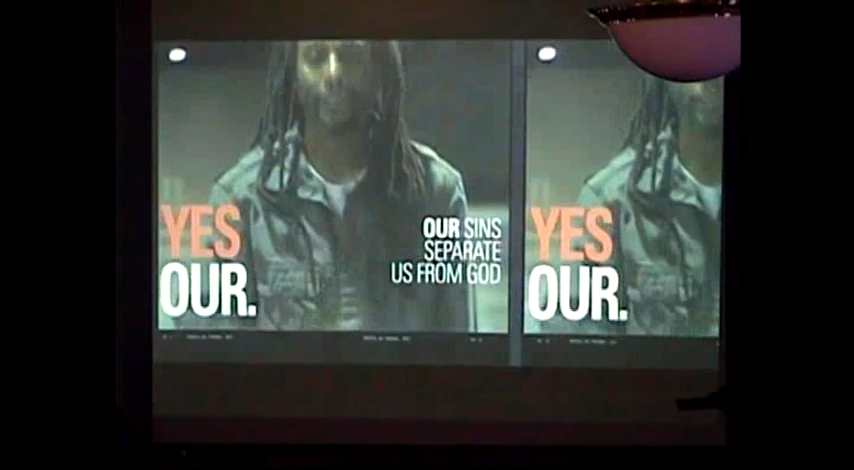 YES
OUR.
OUR SINS
SEPARATE
US FROM GOD
YES
OUR.